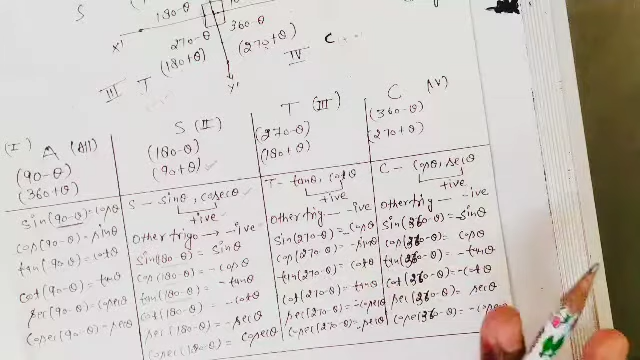 S
180-θ
360-θ
X'
270-θ
(270+θ)
III T (180+θ)
IV C
Y'
(I) A (All)
(90-θ)
(360+θ)
sin(90-θ)=cosθ
cos(90-θ)=sinθ
tan(90-θ)=cotθ
cot(90-θ)=tanθ
sec(90-θ)=cosecθ
cosec(90-θ)=secθ
S (II)
(180-θ)
(90+θ)
S - sinθ, cosecθ
+ive
Other trigo → -ive
sin(180-θ) = sinθ
cos(180-θ) = -cosθ
tan(180-θ) = -tanθ
cot(180-θ) = -cotθ
sec(180-θ) = -secθ
cosec(180-θ) = cosecθ
T (III)
(270-θ)
(180+θ)
T - tanθ, cotθ
+ive
Other trig - -ive
sin(270-θ) = -cosθ
cos(270-θ) = -sinθ
tan(270-θ) = cotθ
cot(270-θ) = tanθ
sec(270-θ) = -cosecθ
cosec(270-θ) = -secθ
C (IV)
(360-θ)
(270+θ)
C - cosθ, secθ
+ive
Other trig - -ive
sin(360-θ) = -sinθ
cos(360-θ) = cosθ
tan(360-θ) = -tanθ
cot(360-θ) = -cotθ
sec(360-θ) = secθ
cosec(360-θ) = -cosecθ